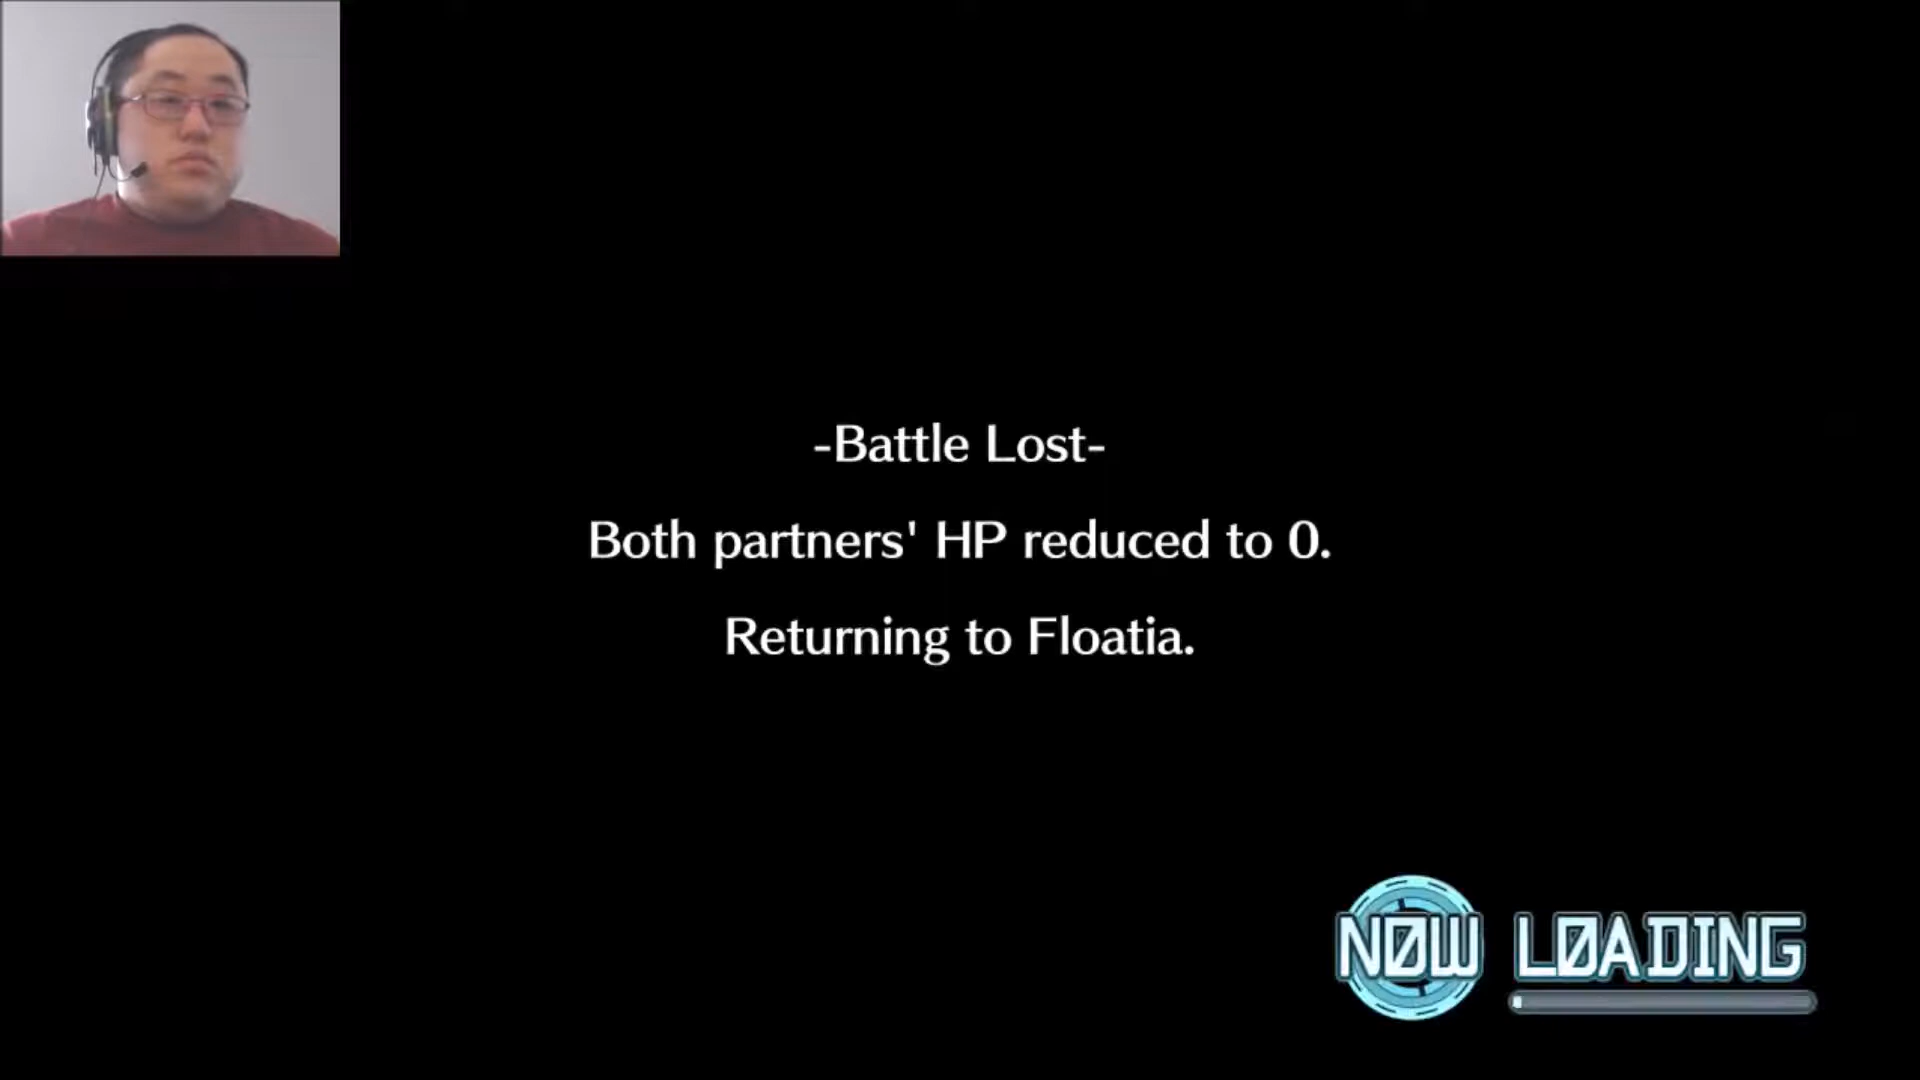 -Battle Lost-
Both partners' HP reduced to 0.
Returning to Floatia.
NOW LOADING